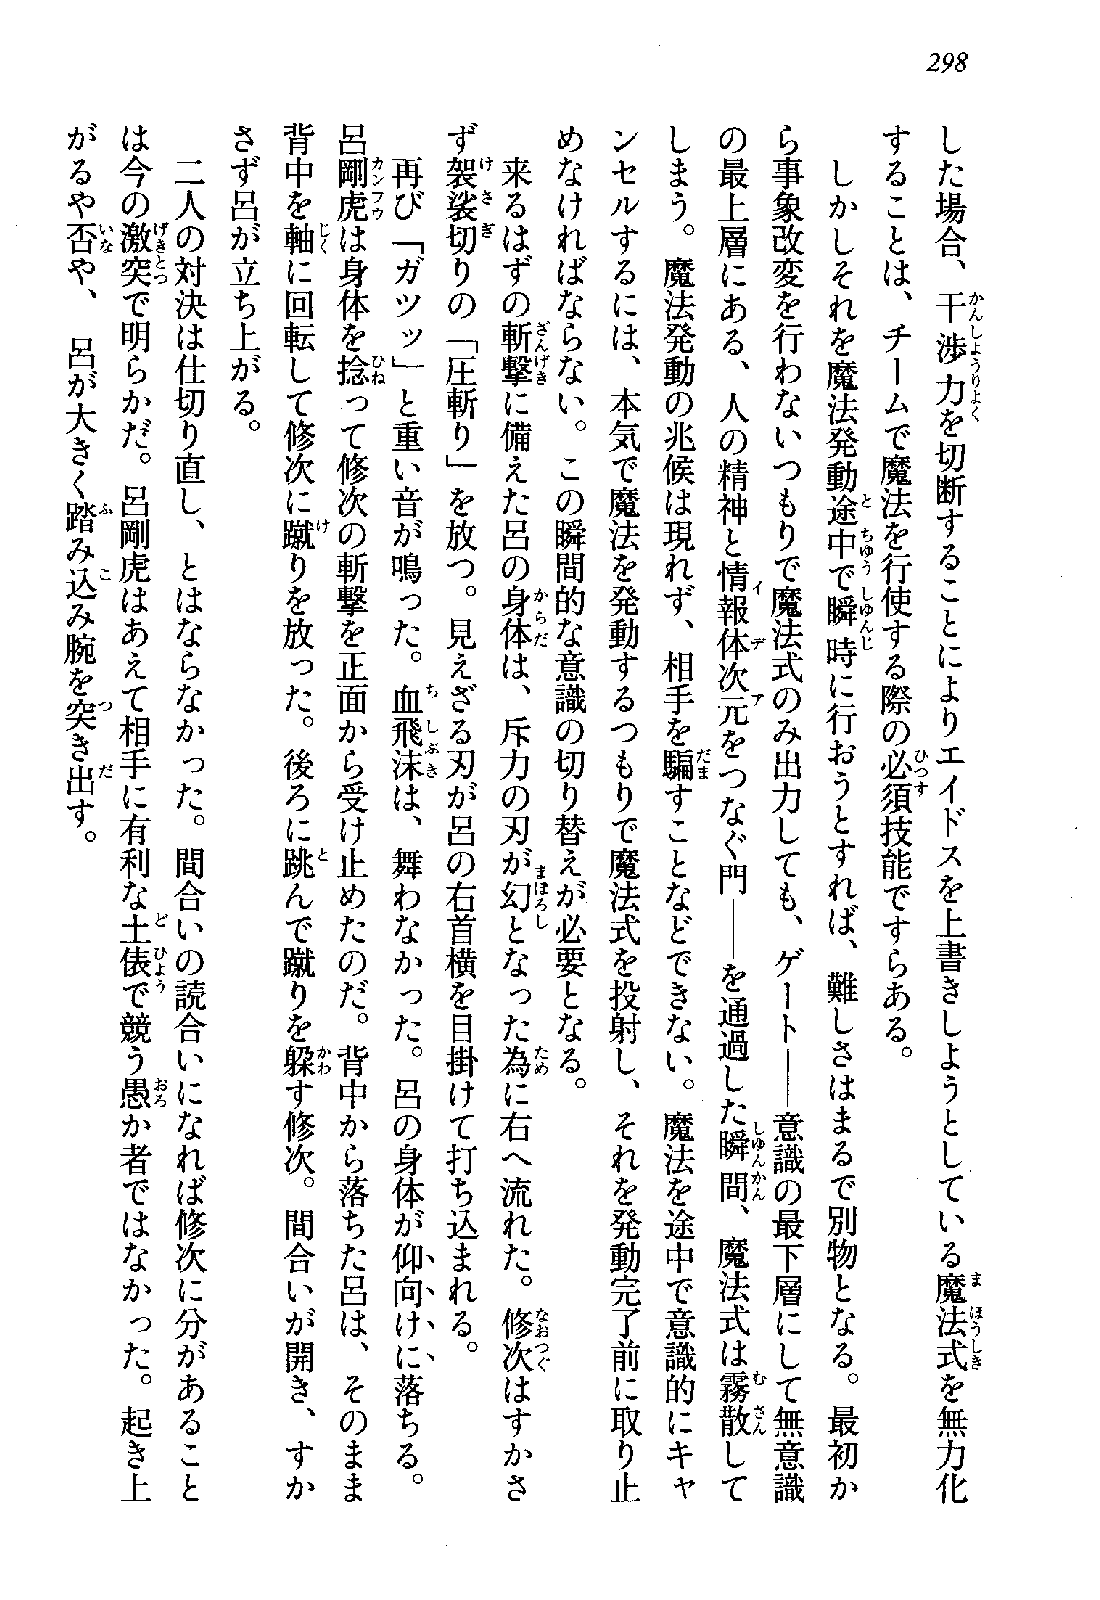 298
した場合、干渉力を切断することによりエイドスを上書きしようとしている魔法式を無力化
することは、チームで魔法を行使する際の必須技能ですらある。
しかしそれを魔法発動途中で瞬時に行おうとすれば、難しさはまるで別物となる。最初か
ら事象改変を行わないつもりで魔法式のみ出力しても、ゲート――意識の最下層にして無意識
の最上層にある、人の精神と情報体次元をつなぐ門――を通過した瞬間、魔法式は霧散して
しまう。魔法発動の兆候は現れず、相手を騙すことなどできない。魔法を途中で意識的にキャ
ンセルするには、本気で魔法を発動するつもりで魔法式を投射し、それを発動完了前に取り止
めなければならない。この瞬間的な意識の切り替えが必要となる。
来るはずの斬撃に備えた呂の身体は、斥力の刃が幻となった為に右へ流れた。修次はすかさ
ず袈裟切りの「圧斬り」を放つ。見えざる刃が呂の右首横を目掛けて打ち込まれる。
再び「ガツッ」と重い音が鳴った。血飛沫は、舞わなかった。呂の身体が仰向けに落ちる。
呂剛虎は身体を捻って修次の斬撃を正面から受け止めたのだ。背中から落ちた呂は、そのまま
背中を軸に回転して修次に蹴りを放った。後ろに跳んで蹴りを躱す修次。間合いが開き、すか
さず呂が立ち上がる。
二人の対決は仕切り直し、とはならなかった。間合いの読合いになれば修次に分があること
は今の激突で明らかだ。呂剛虎はあえて相手に有利な土俵で競う愚か者ではなかった。起き上
がるや否や、呂が大きく踏み込み腕を突き出す。